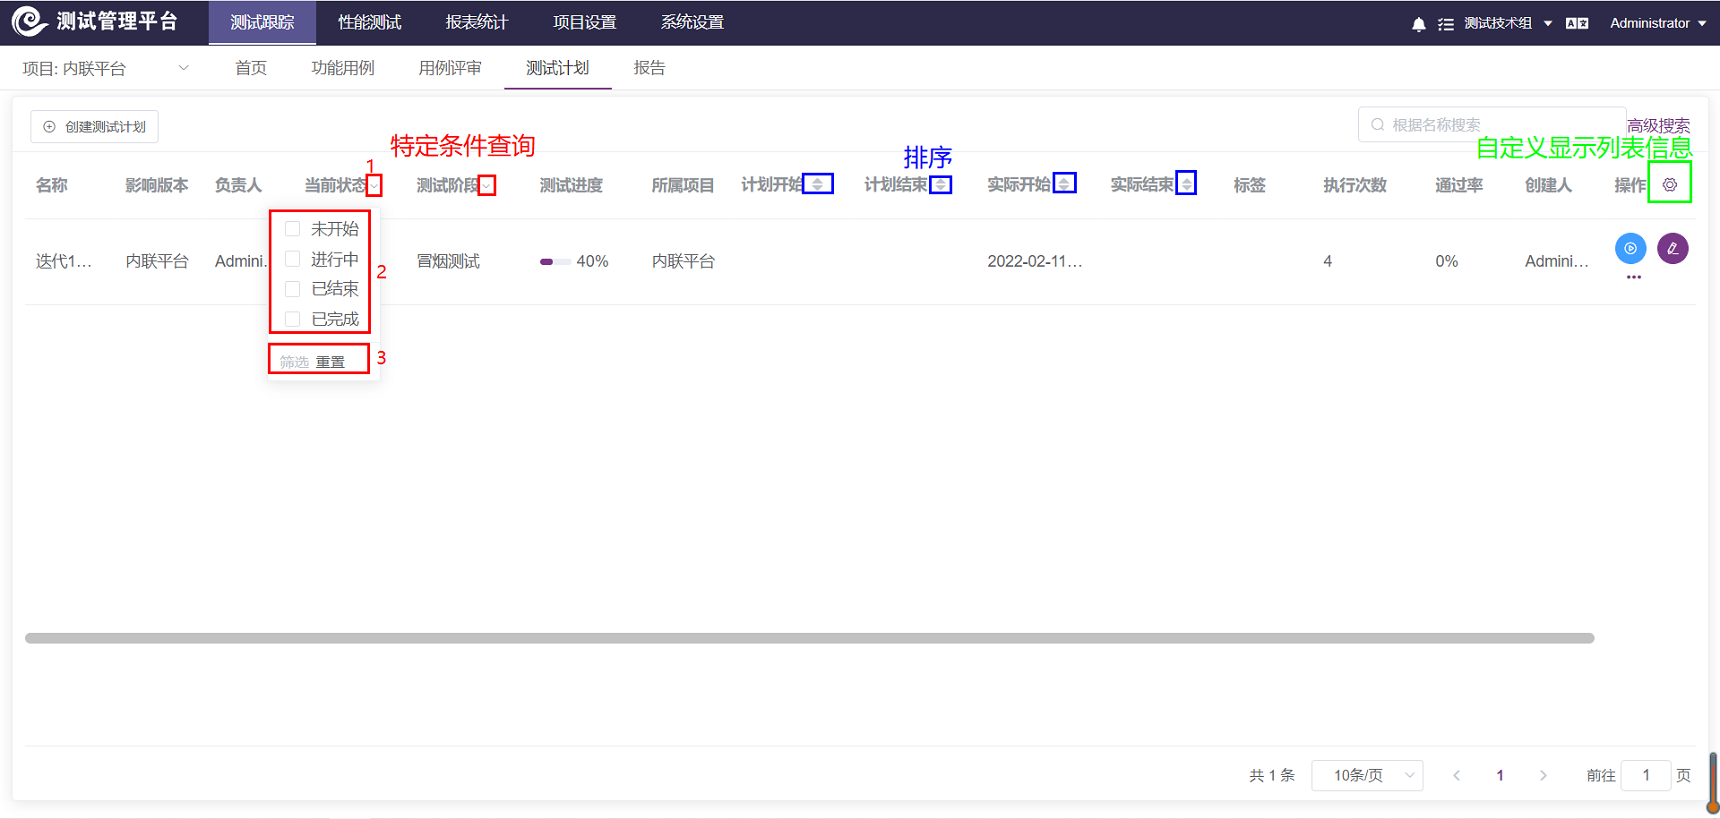 测试管理平台 测试跟踪 性能测试 报表统计 项目设置 系统设置 测试技术组 Administrator
项目: 内联平台 首页 功能用例 用例评审 测试计划 报告
创建测试计划 根据名称搜索 高级搜索
特定条件查询 排序 自定义显示列表信息
1
名称 影响版本 负责人 当前状态 测试阶段 测试进度 所属项目 计划开始 计划结束 实际开始 实际结束 标签 执行次数 通过率 创建人 操作
迭代1... 内联平台 Admini... 冒烟测试 40% 内联平台 2022-02-11... 4 0% Admini...
未开始
进行中
2
已结束
已完成
筛选 重置 3
共 1 条 10条/页 1 前往 1 页